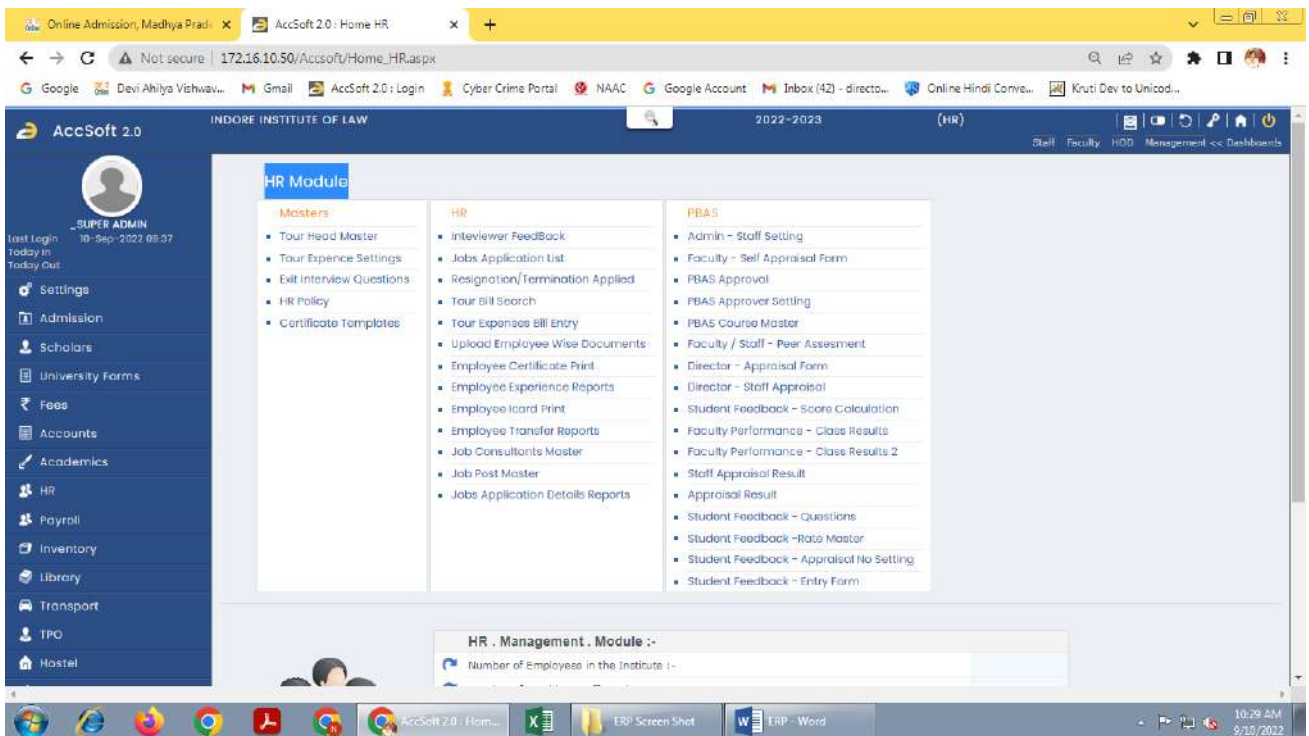 Online Admission, Madhya Prade
AccSoft 2.0 : Home HR
Not secure | 172.16.10.50/Accsoft/Home_HR.aspx
Google
Devi Ahilya Vishwav...
Gmail
AccSoft 2.0 : Login
Cyber Crime Portal
NAAC
Google Account
Inbox (42) - directo...
Online Hindi Conve...
Kruti Dev to Unicod...
AccSoft 2.0
INDORE INSTITUTE OF LAW
2022-2023
(HR)
Staff Faculty HOD Management << Dashboards
_SUPER ADMIN
Last Login 10-Sep-2022 09:37
Today In
Today Out
Settings
Admission
Scholars
University Forms
Fees
Accounts
Academics
HR
Payroll
Inventory
Library
Transport
TPO
Hostel
HR Module
Masters
Tour Head Master
Tour Expence Settings
Exit Interview Questions
HR Policy
Certificate Templates
HR
Inteviewer FeedBack
Jobs Application List
Resignation/Termination Applied
Tour Bill Search
Tour Expenses Bill Entry
Upload Employee Wise Documents
Employee Certificate Print
Employee Experience Reports
Employee Icard Print
Employee Transfer Reports
Job Consultants Master
Job Post Master
Jobs Application Details Reports
PBAS
Admin - Staff Setting
Faculty - Self Appraisal Form
PBAS Approval
PBAS Approver Setting
PBAS Course Master
Faculty / Staff - Peer Assesment
Director - Appraisal Form
Director - Staff Appraisal
Student Feedback - Score Calculation
Faculty Performance - Class Results
Faculty Performance - Class Results 2
Staff Appraisal Result
Appraisal Result
Student Feedback - Questions
Student Feedback -Rate Master
Student Feedback - Appraisal No Setting
Student Feedback - Entry Form
HR . Management . Module :-
Number of Employees in the Institute :-
AccSoft 2.0 : Hom...
ERP Screen Shot
ERP - Word
10:29 AM
9/10/2022